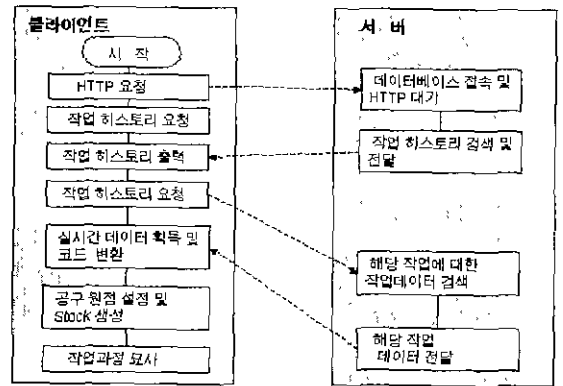 클라이언트
시 작
HTTP 요청
작업 히스토리 요청
작업 히스토리 출력
작업 히스토리 요청
실시간 데이터 획득 및
코드 변환
공구 원점 설정 및
Stock 생성
작업과정 묘사
서 버
데이터베이스 접속 및
HTTP 대기
작업 히스토리 검색 및
전달
해당 작업에 대한
작업데이터 검색
해당 작업
데이터 전달